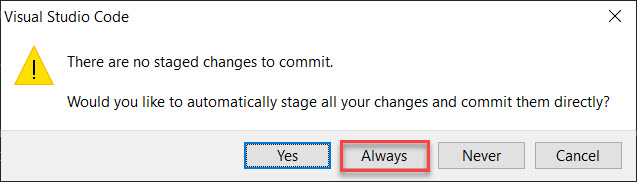 Visual Studio Code
There are no staged changes to commit.
Would you like to automatically stage all your changes and commit them directly?
Yes
Always
Never
Cancel